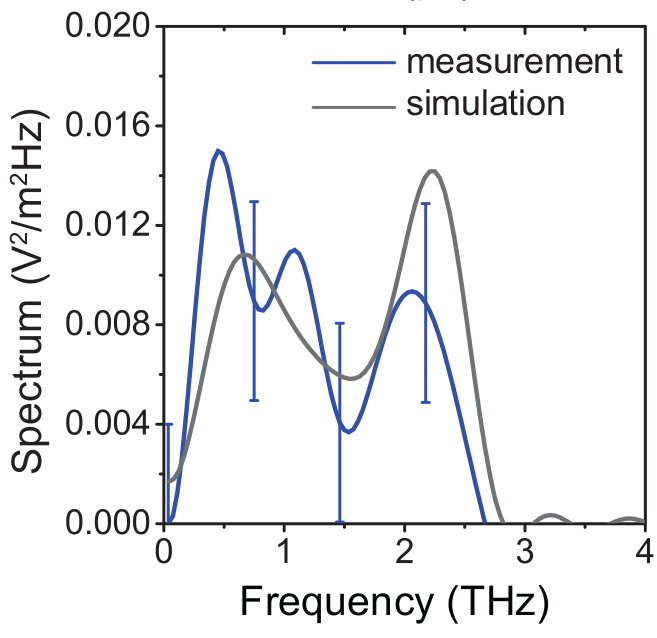 0.020
0.016
0.012
0.008
0.004
0.000
Spectrum (V²/m²Hz)
measurement
simulation
0 1 2 3 4
Frequency (THz)